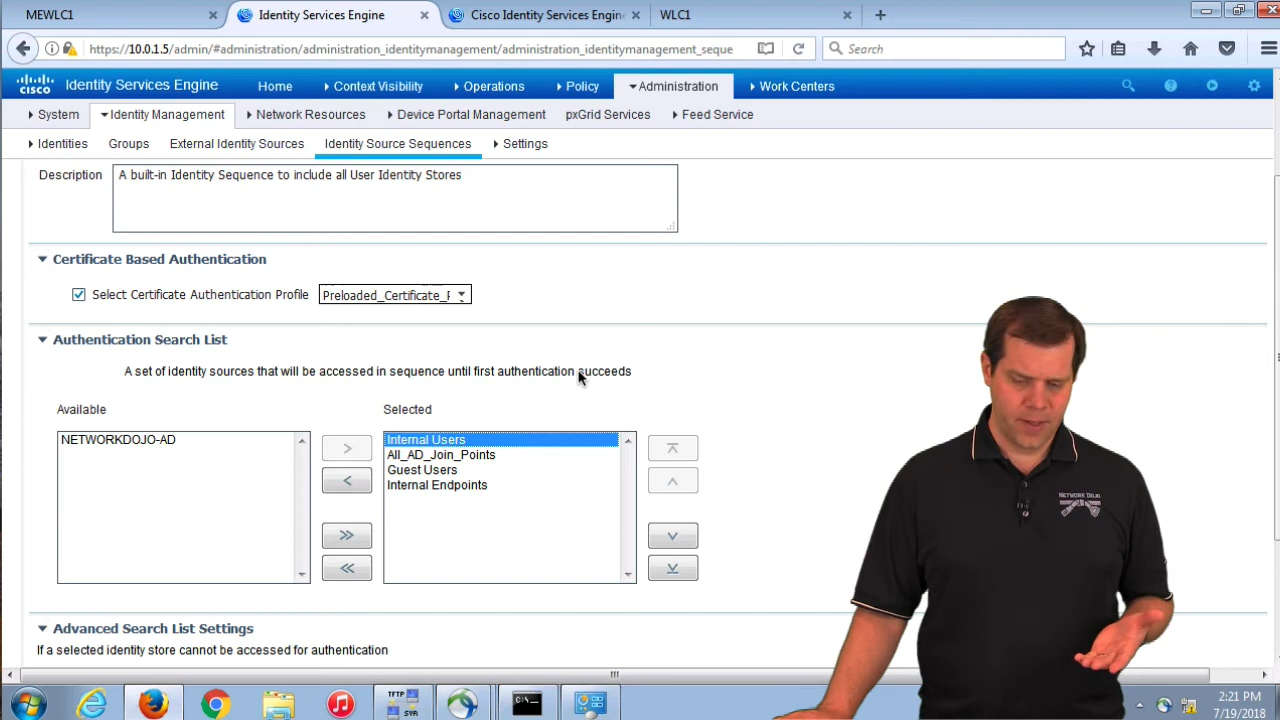 MEWLC1
Identity Services Engine
Cisco Identity Services Engine
WLC1
https://10.0.1.5/admin/#administration/administration_identitymanagement/administration_identitymanagement_seque
Search
CISCO Identity Services Engine Home Context Visibility Operations Policy Administration Work Centers
System Identity Management Network Resources Device Portal Management pxGrid Services Feed Service
Identities Groups External Identity Sources Identity Source Sequences Settings
Description A built-in Identity Sequence to include all User Identity Stores
Certificate Based Authentication
Select Certificate Authentication Profile Preloaded_Certificate_F
Authentication Search List
A set of identity sources that will be accessed in sequence until first authentication succeeds
Available Selected
NETWORKDOJO-AD
Internal Users
All_AD_Join_Points
Guest Users
Internal Endpoints
NETWORK DOJO
Advanced Search List Settings
If a selected identity store cannot be accessed for authentication
TFTP
SVR
C:\
2:21 PM
7/19/2018